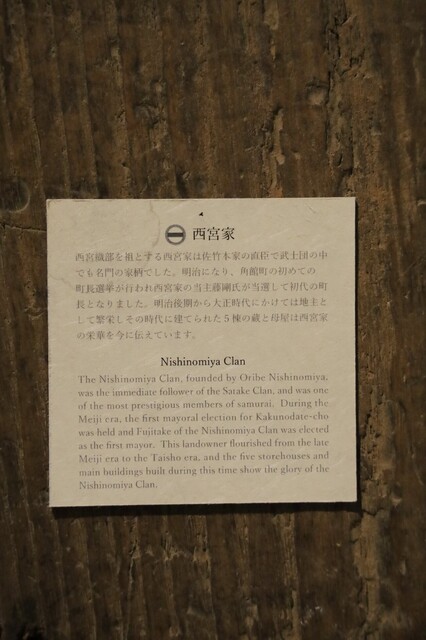 西宮家
西宮織部を祖とする西宮家は佐竹本家の直臣で武士団の中
でも名門の家柄でした。明治になり、角館町の初めての
町長選挙が行われ西宮家の当主藤剛氏が当選して初代の町
長となりました。明治後期から大正時代にかけては地主と
して繁栄しその時代に建てられた5棟の蔵と母屋は西宮家
の栄華を今に伝えています。
Nishinomiya Clan
The Nishinomiya Clan, founded by Oribe Nishinomiya,
was the immediate follower of the Satake Clan, and was one
of the most prestigious members of samurai. During the
Meiji era, the first mayoral election for Kakunodate-cho
was held and Fujitake of the Nishinomiya Clan was elected
as the first mayor. This landowner flourished from the late
Meiji era to the Taisho era, and the five storehouses and
main buildings built during this time show the glory of the
Nishinomiya Clan.